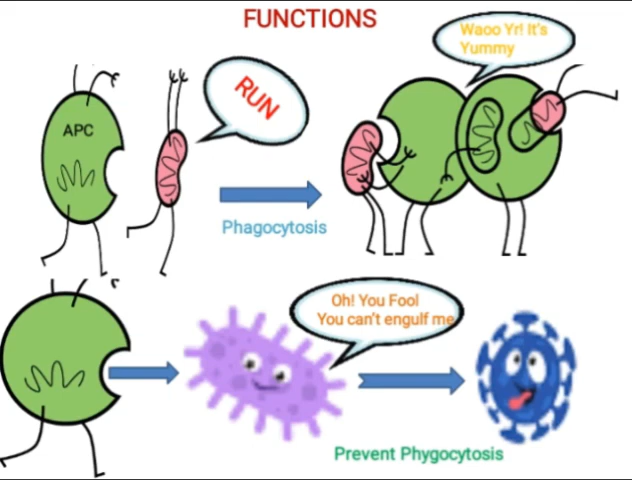 FUNCTIONS
Waoo Yr! It's
Yummy
APC
RUN
Phagocytosis
Oh! You Fool
You can't engulf me
Prevent Phygocytosis